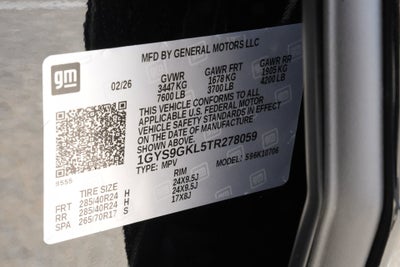 MFD BY GENERAL MOTORS LLC
gm
02/26
GVWR
3447 KG
7600 LB
GAWR FRT
1678 KG
3700 LB
GAWR RR
1905 KG
4200 LB
THIS VEHICLE CONFORMS TO ALL
APPLICABLE U.S. FEDERAL MOTOR
VEHICLE SAFETY STANDARDS IN
EFFECT ON THE DATE OF
MANUFACTURE SHOWN ABOVE.
1GYS9GKL5TR278059
TYPE: MPV
MODEL: S96K10706
TIRE SIZE RIM
FRT 285/40R24 H 24X9.5J
RR 285/40R24 H 24X9.5J
SPA 265/70R17 S 17X8J